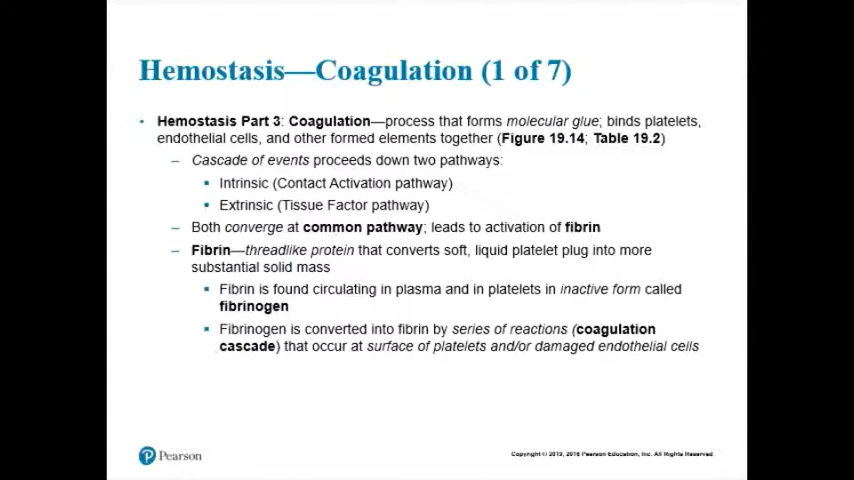 Hemostasis—Coagulation (1 of 7)
• Hemostasis Part 3: Coagulation—process that forms molecular glue; binds platelets,
endothelial cells, and other formed elements together (Figure 19.14; Table 19.2)
– Cascade of events proceeds down two pathways:
▪ Intrinsic (Contact Activation pathway)
▪ Extrinsic (Tissue Factor pathway)
– Both converge at common pathway; leads to activation of fibrin
– Fibrin—threadlike protein that converts soft, liquid platelet plug into more
substantial solid mass
▪ Fibrin is found circulating in plasma and in platelets in inactive form called
fibrinogen
▪ Fibrinogen is converted into fibrin by series of reactions (coagulation
cascade) that occur at surface of platelets and/or damaged endothelial cells
P Pearson
Copyright © 2019, 2016 Pearson Education, Inc. All Rights Reserved